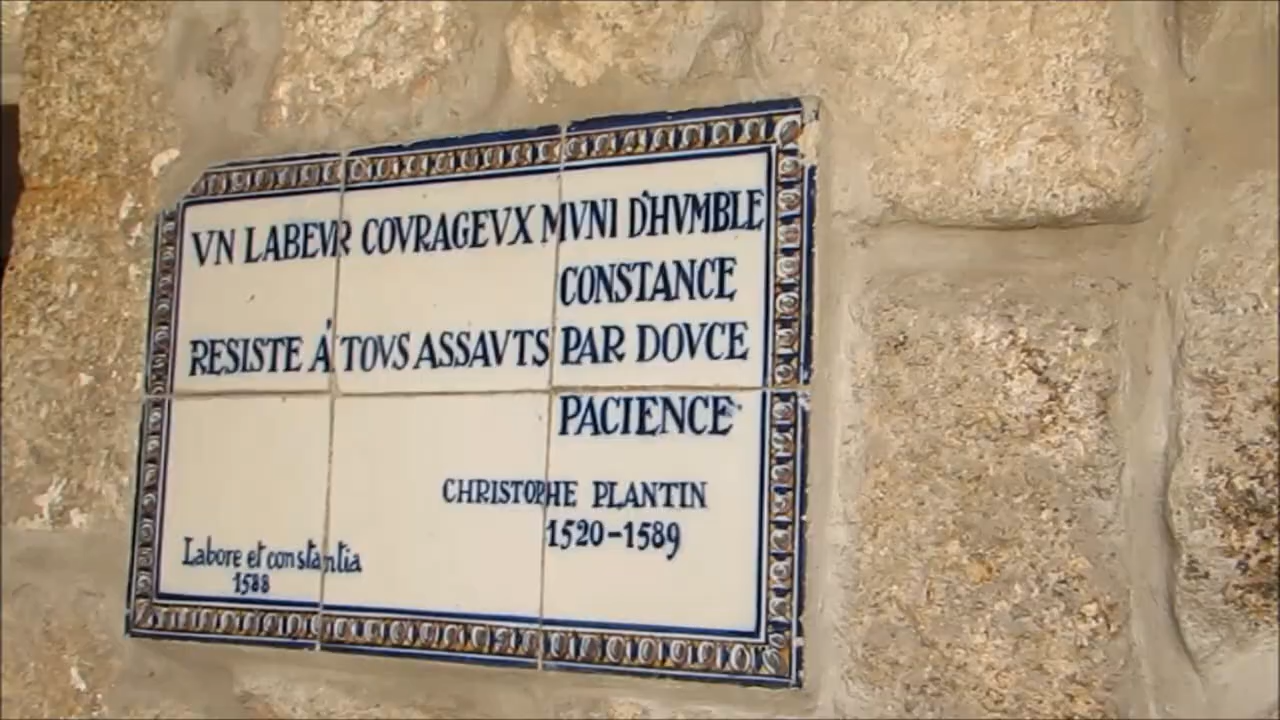 VN LABEVR COVRAGEVX MVNI D'HVMBLE
CONSTANCE
RESISTE Á TOVS ASSAVTS PAR DOVCE
PACIENCE
CHRISTOPHE PLANTIN
1520-1589
Labore et constantia
1588